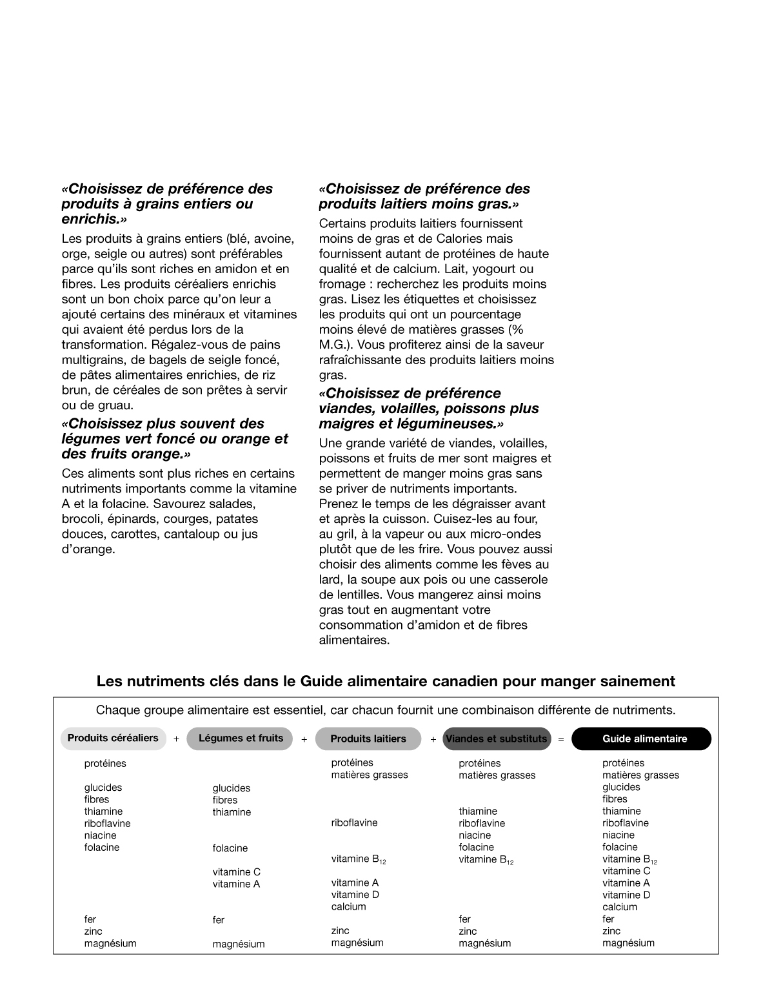 «Choisissez de préférence des
produits à grains entiers ou
enrichis.»
Les produits à grains entiers (blé, avoine,
orge, seigle ou autres) sont préférables
parce qu'ils sont riches en amidon et en
fibres. Les produits céréaliers enrichis
sont un bon choix parce qu'on leur a
ajouté certains des minéraux et vitamines
qui avaient été perdus lors de la
transformation. Régalez-vous de pains
multigrains, de bagels de seigle foncé,
de pâtes alimentaires enrichies, de riz
brun, de céréales de son prêtes à servir
ou de gruau.
«Choisissez plus souvent des
légumes vert foncé ou orange et
des fruits orange.»
Ces aliments sont plus riches en certains
nutriments importants comme la vitamine
A et la folacine. Savourez salades,
brocoli, épinards, courges, patates
douces, carottes, cantaloup ou jus
d'orange.
«Choisissez de préférence des
produits laitiers moins gras.»
Certains produits laitiers fournissent
moins de gras et de Calories mais
fournissent autant de protéines de haute
qualité et de calcium. Lait, yogourt ou
fromage : recherchez les produits moins
gras. Lisez les étiquettes et choisissez
les produits qui ont un pourcentage
moins élevé de matières grasses (%
M.G.). Vous profiterez ainsi de la saveur
rafraîchissante des produits laitiers moins
gras.
«Choisissez de préférence
viandes, volailles, poissons plus
maigres et légumineuses.»
Une grande variété de viandes, volailles,
poissons et fruits de mer sont maigres et
permettent de manger moins gras sans
se priver de nutriments importants.
Prenez le temps de les dégraisser avant
et après la cuisson. Cuisez-les au four,
au gril, à la vapeur ou aux micro-ondes
plutôt que de les frire. Vous pouvez aussi
choisir des aliments comme les fèves au
lard, la soupe aux pois ou une casserole
de lentilles. Vous mangerez ainsi moins
gras tout en augmentant votre
consommation d'amidon et de fibres
alimentaires.
Les nutriments clés dans le Guide alimentaire canadien pour manger sainement
Chaque groupe alimentaire est essentiel, car chacun fournit une combinaison différente de nutriments.
Produits céréaliers + Légumes et fruits + Produits laitiers + Viandes et substituts = Guide alimentaire
protéines protéines protéines protéines
matières grasses matières grasses matières grasses
glucides glucides glucides
fibres fibres fibres
thiamine thiamine thiamine thiamine
riboflavine riboflavine riboflavine riboflavine
niacine niacine niacine
folacine folacine folacine folacine
vitamine B12 vitamine B12 vitamine B12
vitamine C vitamine C
vitamine A vitamine A vitamine A
vitamine D vitamine D
calcium calcium
fer fer fer fer
zinc zinc zinc zinc
magnésium magnésium magnésium magnésium magnésium